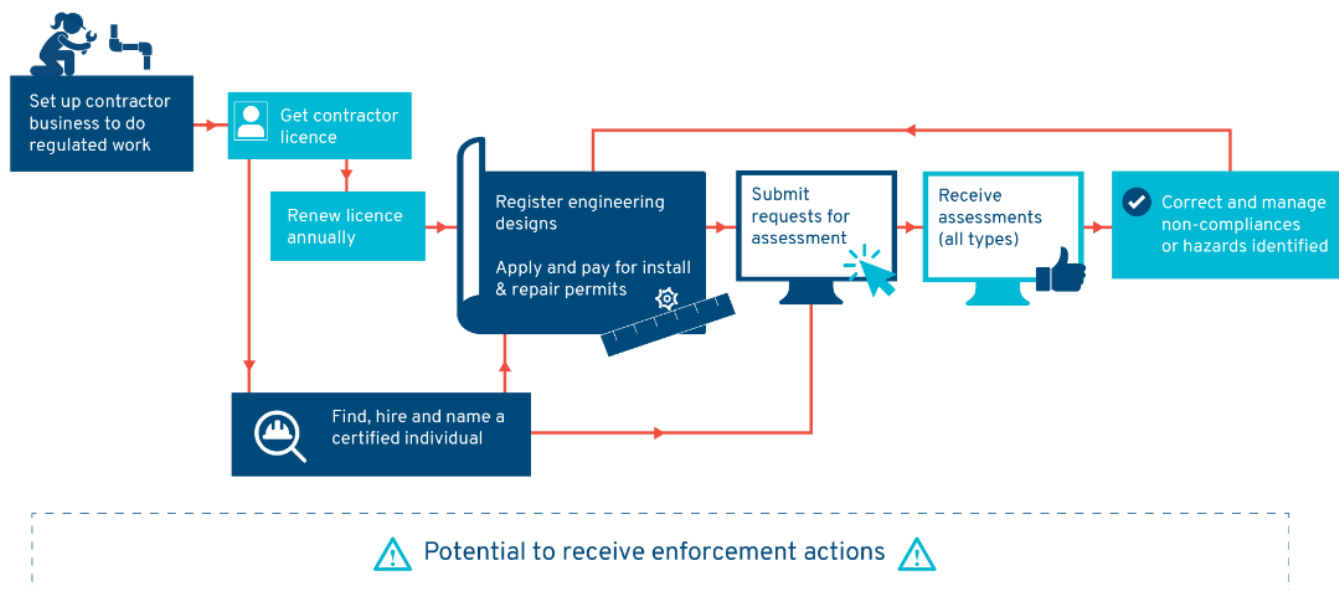 Set up contractor
business to do
regulated work
Get contractor
licence
Renew licence
annually
Register engineering
designs
Apply and pay for install
& repair permits
Submit
requests for
assessment
Receive
assessments
(all types)
Correct and manage
non-compliances
or hazards identified
Find, hire and name a
certified individual
Potential to receive enforcement actions